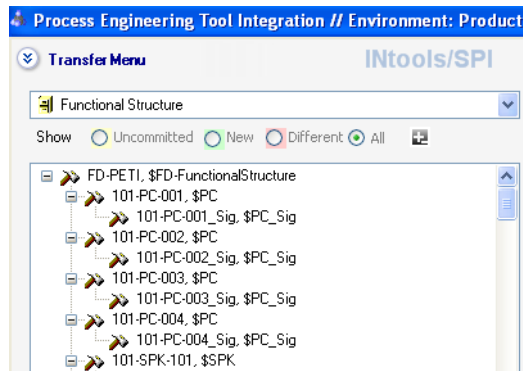 Process Engineering Tool Integration // Environment: Product
Transfer Menu INtools/SPI
Functional Structure
Show Uncommitted New Different All
FD-PETI, $FD-FunctionalStructure
101-PC-001, $PC
101-PC-001_Sig, $PC_Sig
101-PC-002, $PC
101-PC-002_Sig, $PC_Sig
101-PC-003, $PC
101-PC-003_Sig, $PC_Sig
101-PC-004, $PC
101-PC-004_Sig, $PC_Sig
101-SPK-101, $SPK